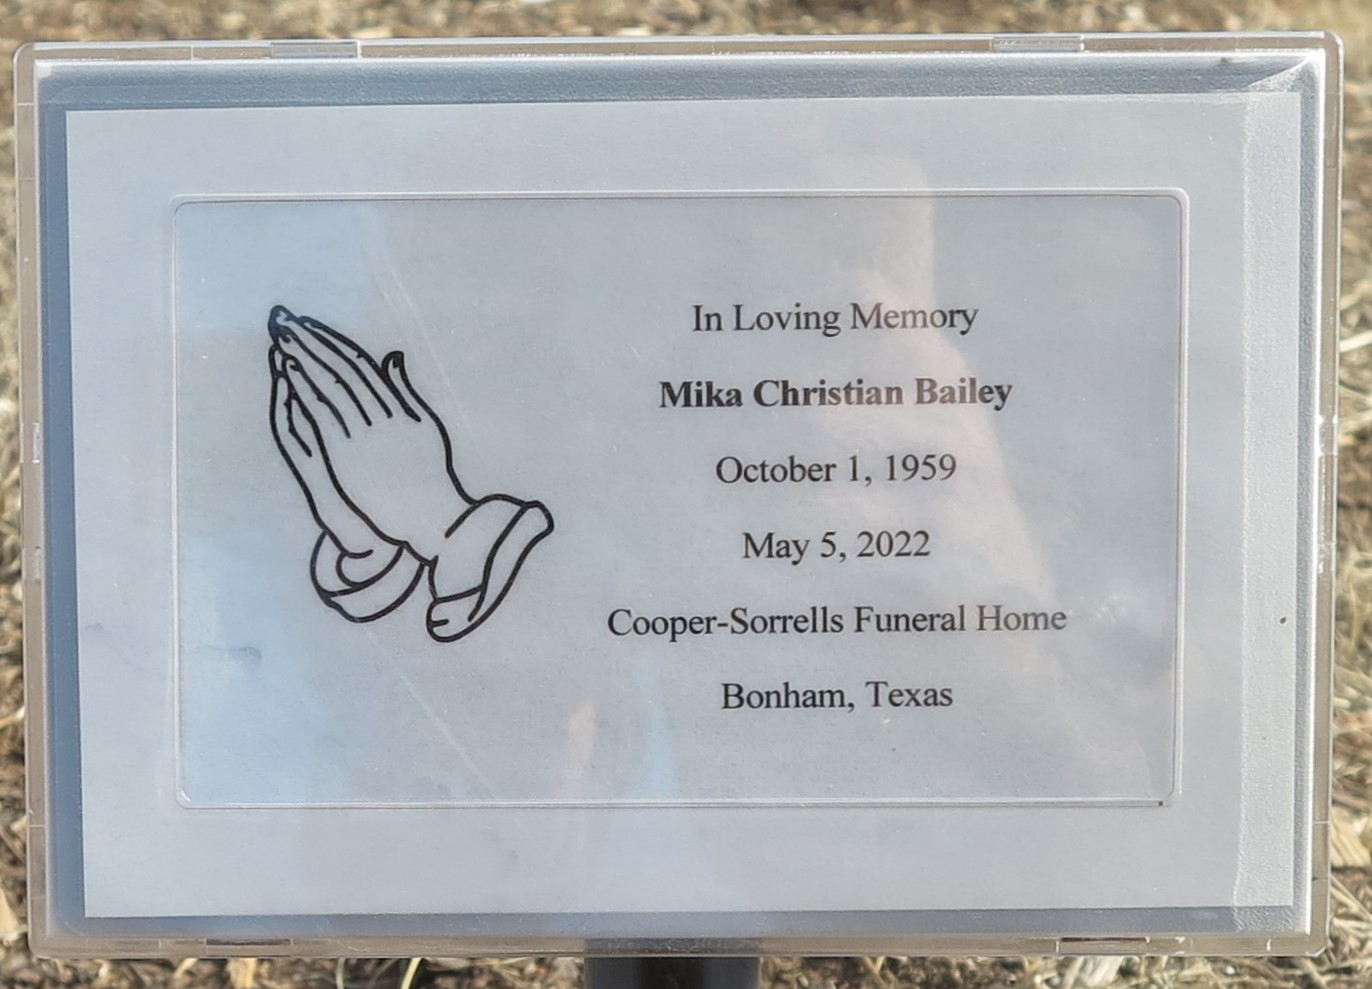 In Loving Memory
Mika Christian Bailey
October 1, 1959
May 5, 2022
Cooper-Sorrells Funeral Home
Bonham, Texas